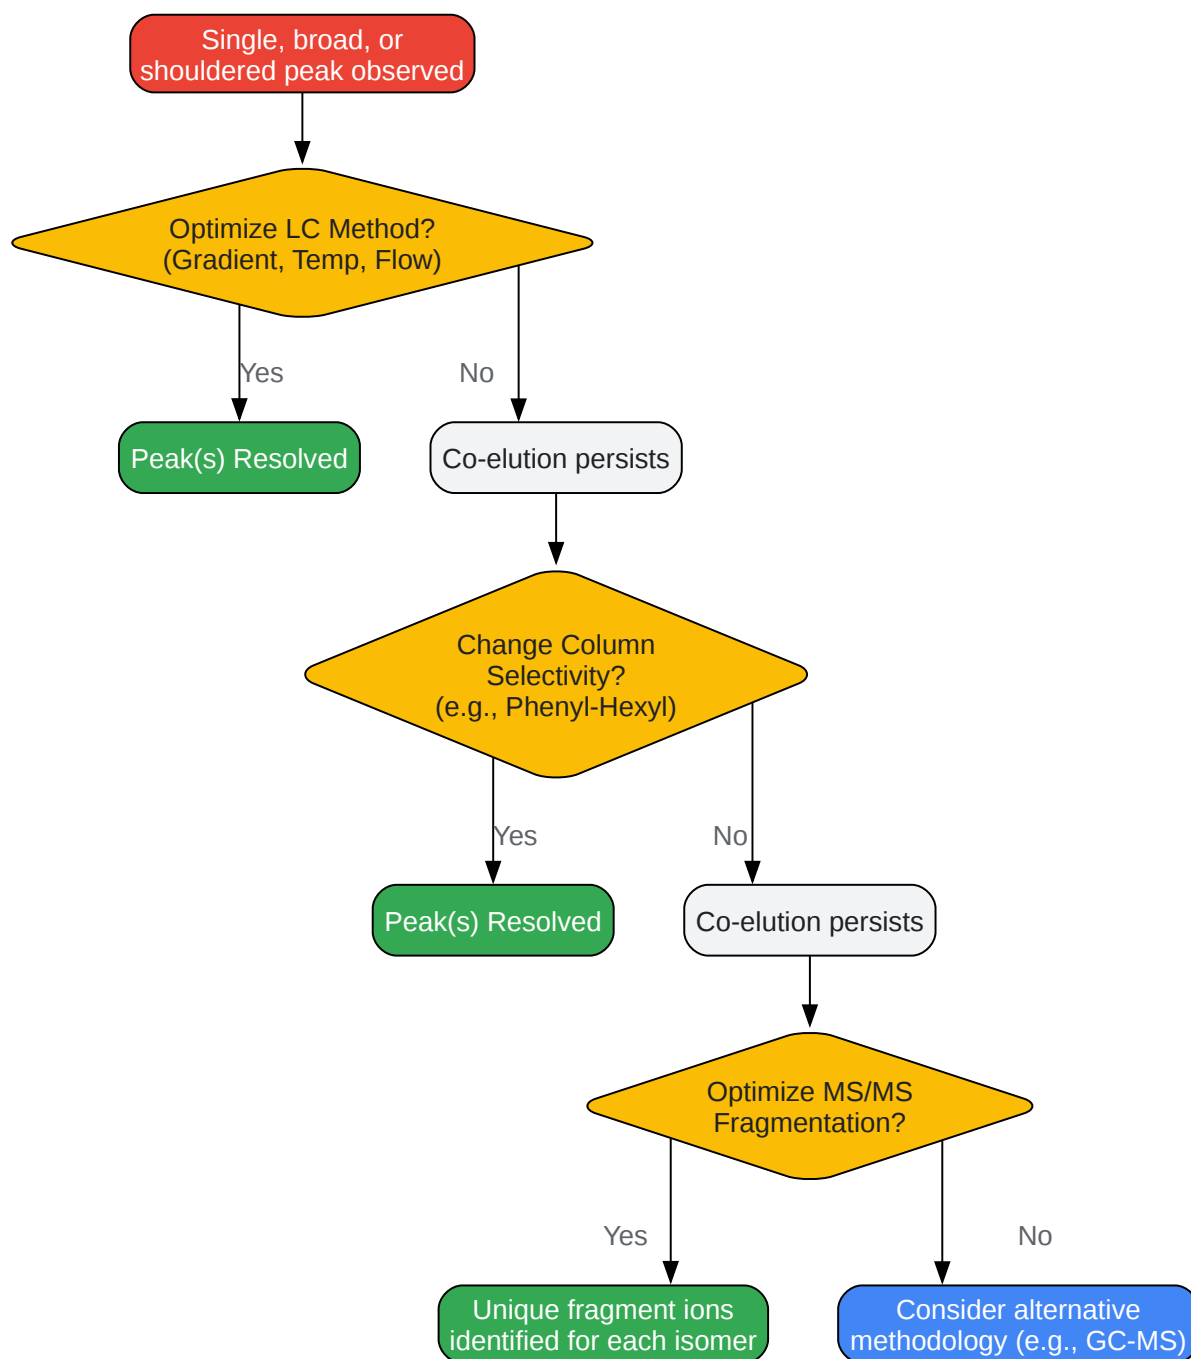 Single, broad, or
shouldered peak observed
Optimize LC Method?
(Gradient, Temp, Flow)
Yes
No
Peak(s) Resolved
Co-elution persists
Change Column
Selectivity?
(e.g., Phenyl-Hexyl)
Yes
No
Peak(s) Resolved
Co-elution persists
Optimize MS/MS
Fragmentation?
Yes
No
Unique fragment ions
identified for each isomer
Consider alternative
methodology (e.g., GC-MS)